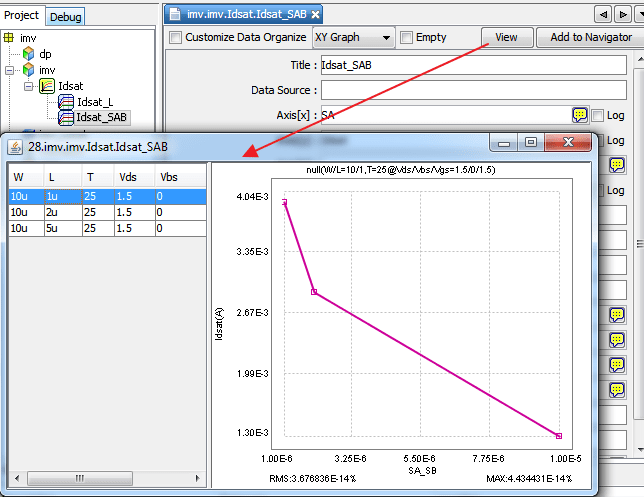 Project
Debug
imv.imv.Idsat.Idsat_SAB
imv
dp
imv
Idsat
Idsat_L
Idsat_SAB
Customize Data Organize
XY Graph
Empty
View
Add to Navigator
Title :
Idsat_SAB
Data Source :
Axis[x] :
SA
Log
Log
Log
28.imv.imv.Idsat.Idsat_SAB
W L T Vds Vbs
10u 1u 25 1.5 0
10u 2u 25 1.5 0
10u 5u 25 1.5 0
null(W/L=10/1,T=25@Vds/Vbs/Vgs=1.5/0/1.5)
4.04E-3
3.35E-3
2.67E-3
1.99E-3
1.30E-3
Idsat(A)
1.00E-6 3.25E-6 5.50E-6 7.75E-6 1.00E-5
SA_SB
RMS:3.676836E-14% MAX:4.434431E-14%